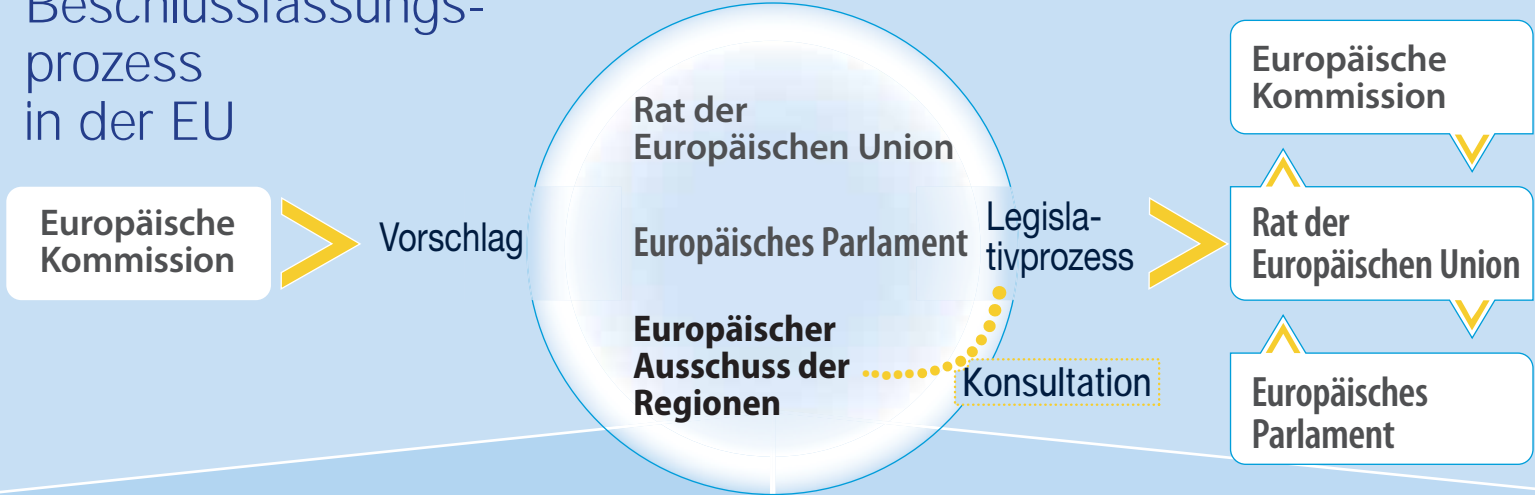 Beschlussfassungs-
prozess
in der EU
Europäische
Kommission
Vorschlag
Rat der
Europäischen Union
Europäisches Parlament
Europäischer
Ausschuss der
Regionen
Legisla-
tivprozess
Konsultation
Europäische
Kommission
Rat der
Europäischen Union
Europäisches
Parlament